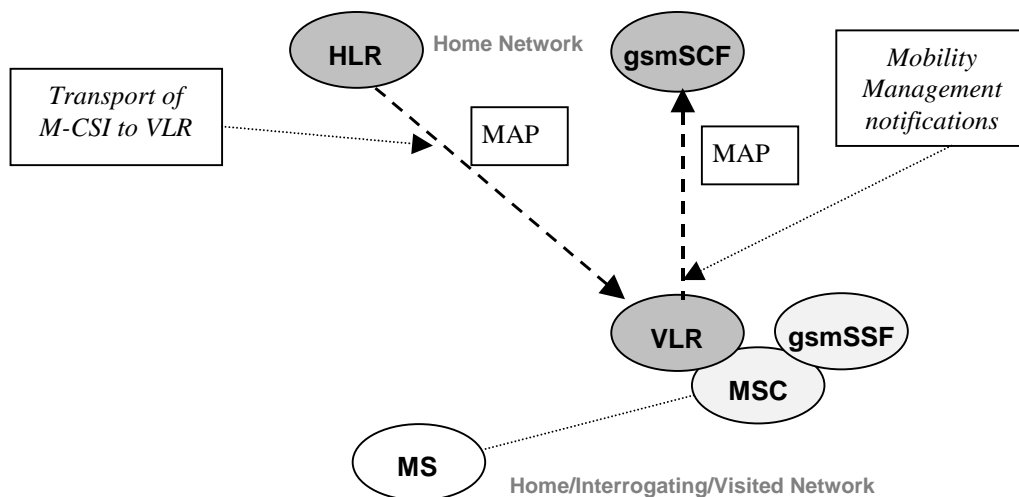 HLR
Home Network
gsmSCF
Transport of
M-CSI to VLR
MAP
MAP
Mobility
Management
notifications
VLR
gsmSSF
MSC
MS
Home/Interrogating/Visited Network